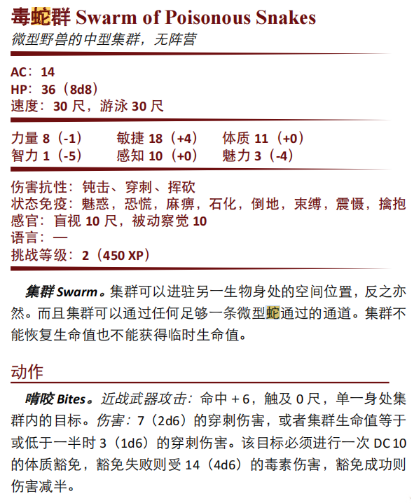 毒蛇群 Swarm of Poisonous Snakes
微型野兽的中型集群，无阵营
AC：14
HP：36（8d8）
速度：30 尺，游泳 30 尺
力量 8（-1） 敏捷 18（+4） 体质 11（+0）
智力 1（-5） 感知 10（+0） 魅力 3（-4）
伤害抗性：钝击、穿刺、挥砍
状态免疫：魅惑，恐慌，麻痹，石化，倒地，束缚，震慑，擒抱
感官：盲视 10 尺，被动察觉 10
语言：—
挑战等级：2（450 XP）
集群 Swarm。集群可以进驻另一生物身处的空间位置，反之亦
然。而且集群可以通过任何足够一条微型蛇通过的通道。集群不
能恢复生命值也不能获得临时生命值。
动作
啃咬 Bites。近战武器攻击：命中 + 6，触及 0 尺，单一身处集
群内的目标。伤害：7（2d6）的穿刺伤害，或者集群生命值等于
或低于一半时 3（1d6）的穿刺伤害。该目标必须进行一次 DC 10
的体质豁免，豁免失败则受 14（4d6）的毒素伤害，豁免成功则
伤害减半。